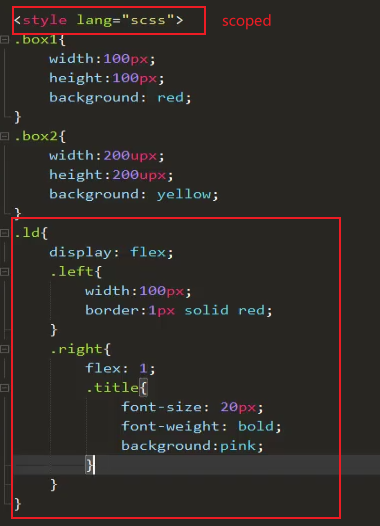 <style lang="scss"> scoped
.box1{
width:100px;
height:100px;
background: red;
}
.box2{
width:200upx;
height:200upx;
background: yellow;
}
.ld{
display: flex;
.left{
width:100px;
border:1px solid red;
}
.right{
flex: 1;
.title{
font-size: 20px;
font-weight: bold;
background:pink;
}
}
}